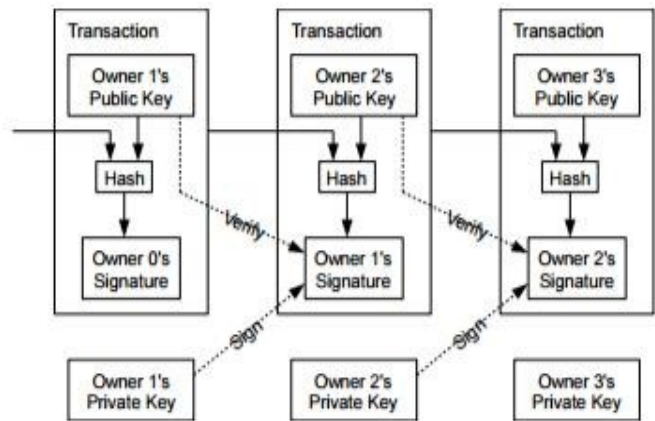 Transaction
Owner 1's
Public Key
Hash
Owner 0's
Signature
Verify
Transaction
Owner 2's
Public Key
Hash
Owner 1's
Signature
Verify
Transaction
Owner 3's
Public Key
Hash
Owner 2's
Signature
Sign
Sign
Owner 1's
Private Key
Owner 2's
Private Key
Owner 3's
Private Key